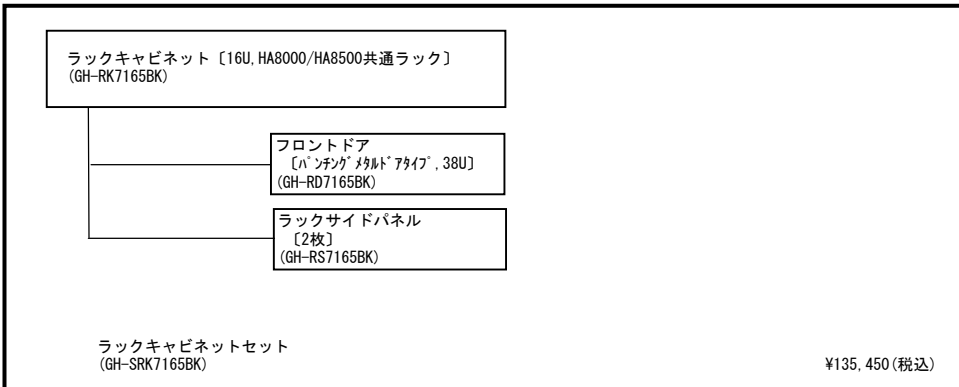 ラックキャビネット〔16U,HA8000/HA8500共通ラック〕
(GH-RK7165BK)
フロントドア
〔ﾊﾟﾝﾁﾝｸﾞﾒﾀﾙﾄﾞｱﾀｲﾌﾟ,38U〕
(GH-RD7165BK)
ラックサイドパネル
〔2枚〕
(GH-RS7165BK)
ラックキャビネットセット
(GH-SRK7165BK)
¥135,450(税込)